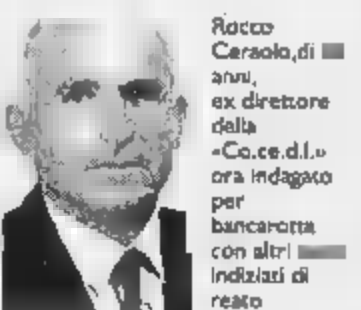 Rocco
Ceraolo, di
anni,
ex direttore
della
«Co.ce.d.I.»
ora indagato
per
bancarotta
con altri
indiziati di
reato